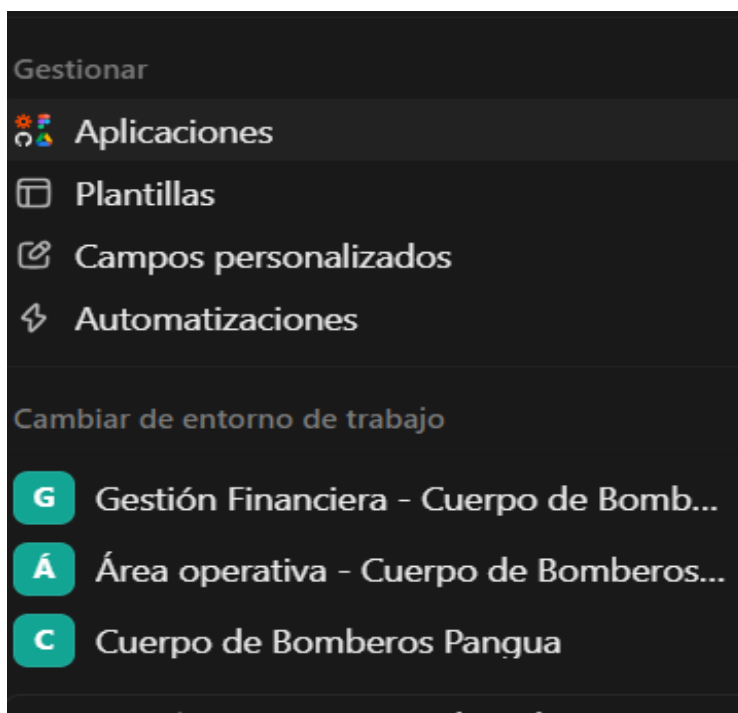 Gestionar
Aplicaciones
Plantillas
Campos personalizados
Automatizaciones
Cambiar de entorno de trabajo
G Gestión Financiera - Cuerpo de Bomb...
Á Área operativa - Cuerpo de Bomberos...
C Cuerpo de Bomberos Pangua